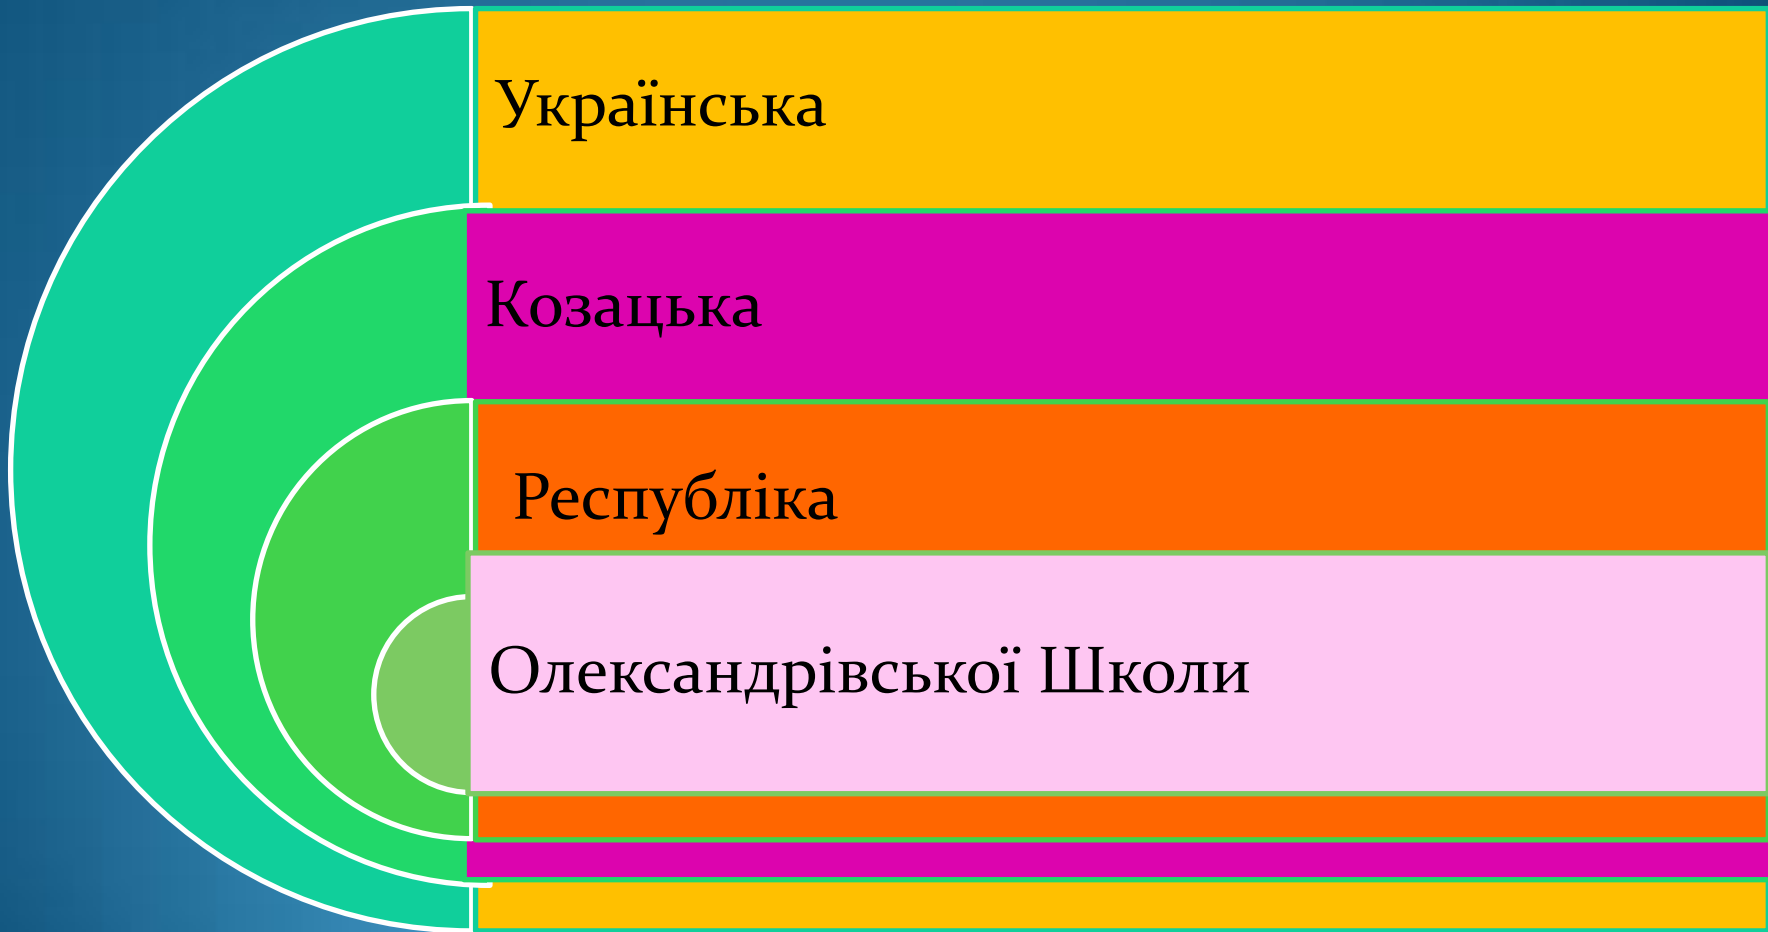 Українська
Козацька
Республіка
Олександрівської Школи